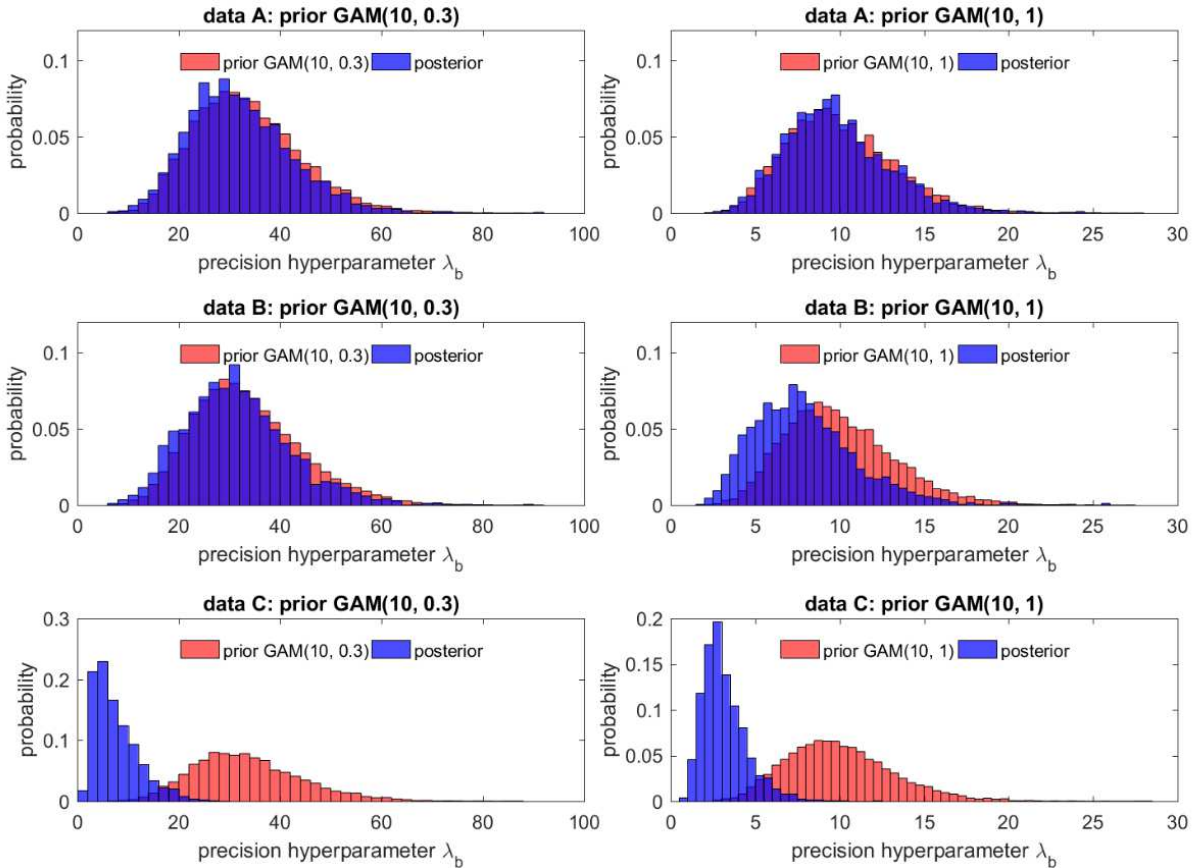 data A: prior GAM(10, 0.3)
prior GAM(10, 0.3) posterior
probability
0.1
0.05
0
0 20 40 60 80 100
precision hyperparameter λb
data A: prior GAM(10, 1)
prior GAM(10, 1) posterior
probability
0.1
0.05
0
0 5 10 15 20 25 30
precision hyperparameter λb
data B: prior GAM(10, 0.3)
prior GAM(10, 0.3) posterior
probability
0.1
0.05
0
0 20 40 60 80 100
precision hyperparameter λb
data B: prior GAM(10, 1)
prior GAM(10, 1) posterior
probability
0.1
0.05
0
0 5 10 15 20 25 30
precision hyperparameter λb
data C: prior GAM(10, 0.3)
prior GAM(10, 0.3) posterior
probability
0.3
0.2
0.1
0
0 20 40 60 80 100
precision hyperparameter λb
data C: prior GAM(10, 1)
prior GAM(10, 1) posterior
probability
0.2
0.15
0.1
0.05
0
0 5 10 15 20 25 30
precision hyperparameter λb